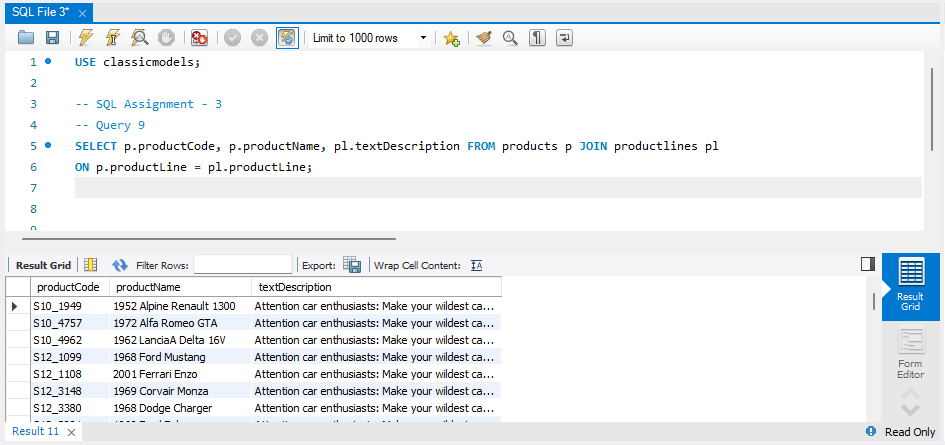 SQL File 3*
Limit to 1000 rows
1 USE classicmodels;
2
3 -- SQL Assignment - 3
4 -- Query 9
5 SELECT p.productCode, p.productName, pl.textDescription FROM products p JOIN productlines pl
6 ON p.productLine = pl.productLine;
7
8
9
Result Grid Filter Rows: Export: Wrap Cell Content:
productCode productName textDescription
S10_1949 1952 Alpine Renault 1300 Attention car enthusiasts: Make your wildest ca...
S10_4757 1972 Alfa Romeo GTA Attention car enthusiasts: Make your wildest ca...
S10_4962 1962 LanciaA Delta 16V Attention car enthusiasts: Make your wildest ca...
S12_1099 1968 Ford Mustang Attention car enthusiasts: Make your wildest ca...
S12_1108 2001 Ferrari Enzo Attention car enthusiasts: Make your wildest ca...
S12_3148 1969 Corvair Monza Attention car enthusiasts: Make your wildest ca...
S12_3380 1968 Dodge Charger Attention car enthusiasts: Make your wildest ca...
Result
Grid
Form
Editor
Result 11
Read Only